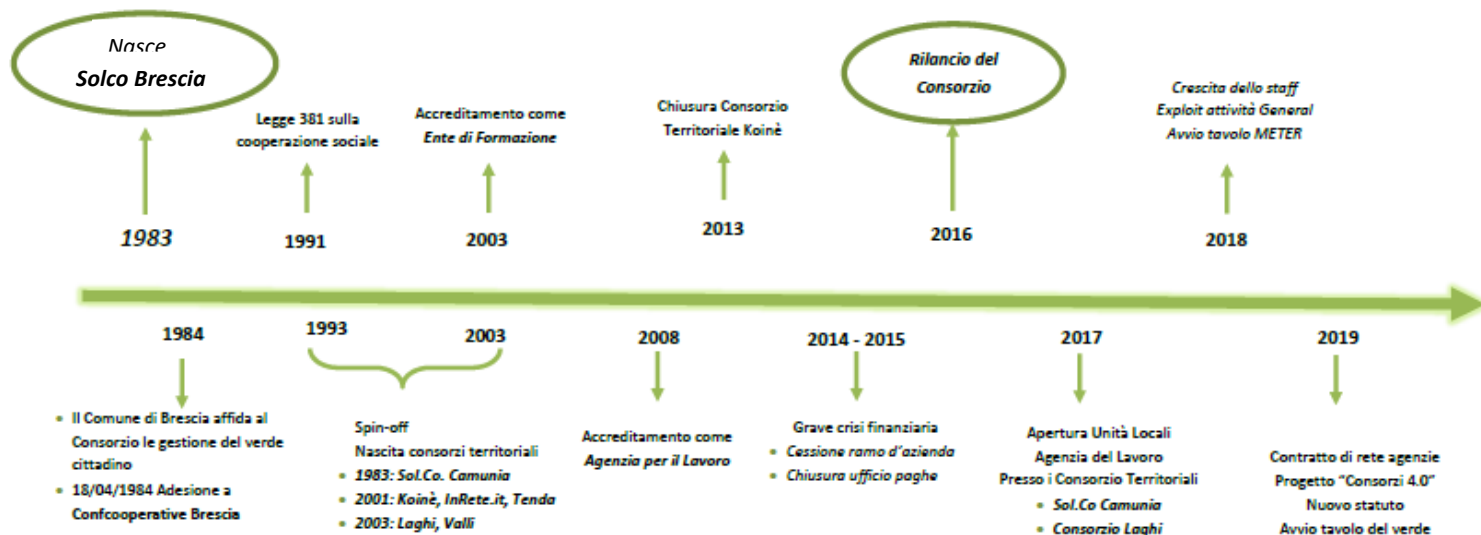 Nasce
Solco Brescia
1983
Legge 381 sulla
cooperazione sociale
1991
Accreditamento come
Ente di Formazione
2003
Chiusura Consorzio
Territoriale Koinè
2013
Rilancio del
Consorzio
2016
Crescita dello staff
Exploit attività General
Avvio tavolo METER
2018
1984
• Il Comune di Brescia affida al
Consorzio le gestione del verde
cittadino
• 18/04/1984 Adesione a
Confcooperative Brescia
1993
2003
Spin-off
Nascita consorzi territoriali
• 1983: Sol.Co. Camunia
• 2001: Koinè, InRete.it, Tenda
• 2003: Laghi, Valli
2008
Accreditamento come
Agenzia per il Lavoro
2014 - 2015
Grave crisi finanziaria
• Cessione ramo d'azienda
• Chiusura ufficio paghe
2017
Apertura Unità Locali
Agenzia del Lavoro
Presso i Consorzio Territoriali
• Sol.Co Camunia
• Consorzio Laghi
2019
Contratto di rete agenzie
Progetto "Consorzi 4.0"
Nuovo statuto
Avvio tavolo del verde